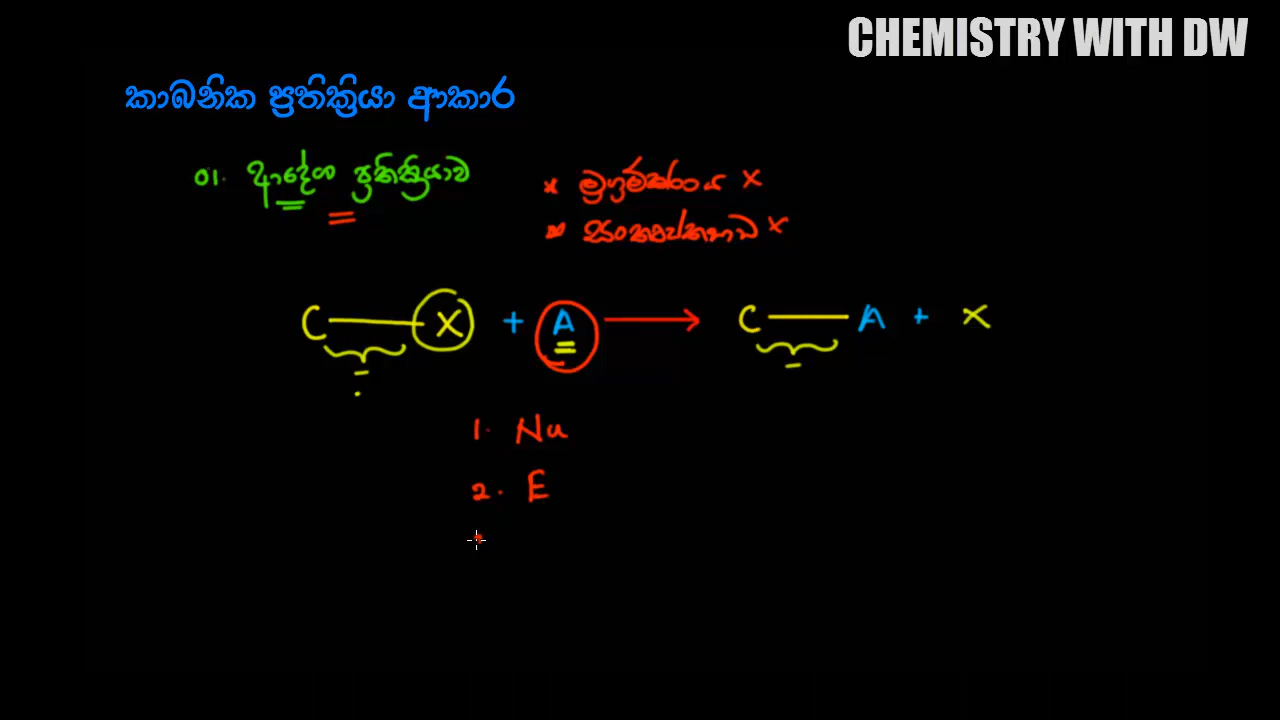 CHEMISTRY WITH DW
කාබනික ප්‍රතික්‍රියා ආකාර
01. ආදේශ ප්‍රතික්‍රියාව
C — X + A → C — A + X
1. Nu
2. E